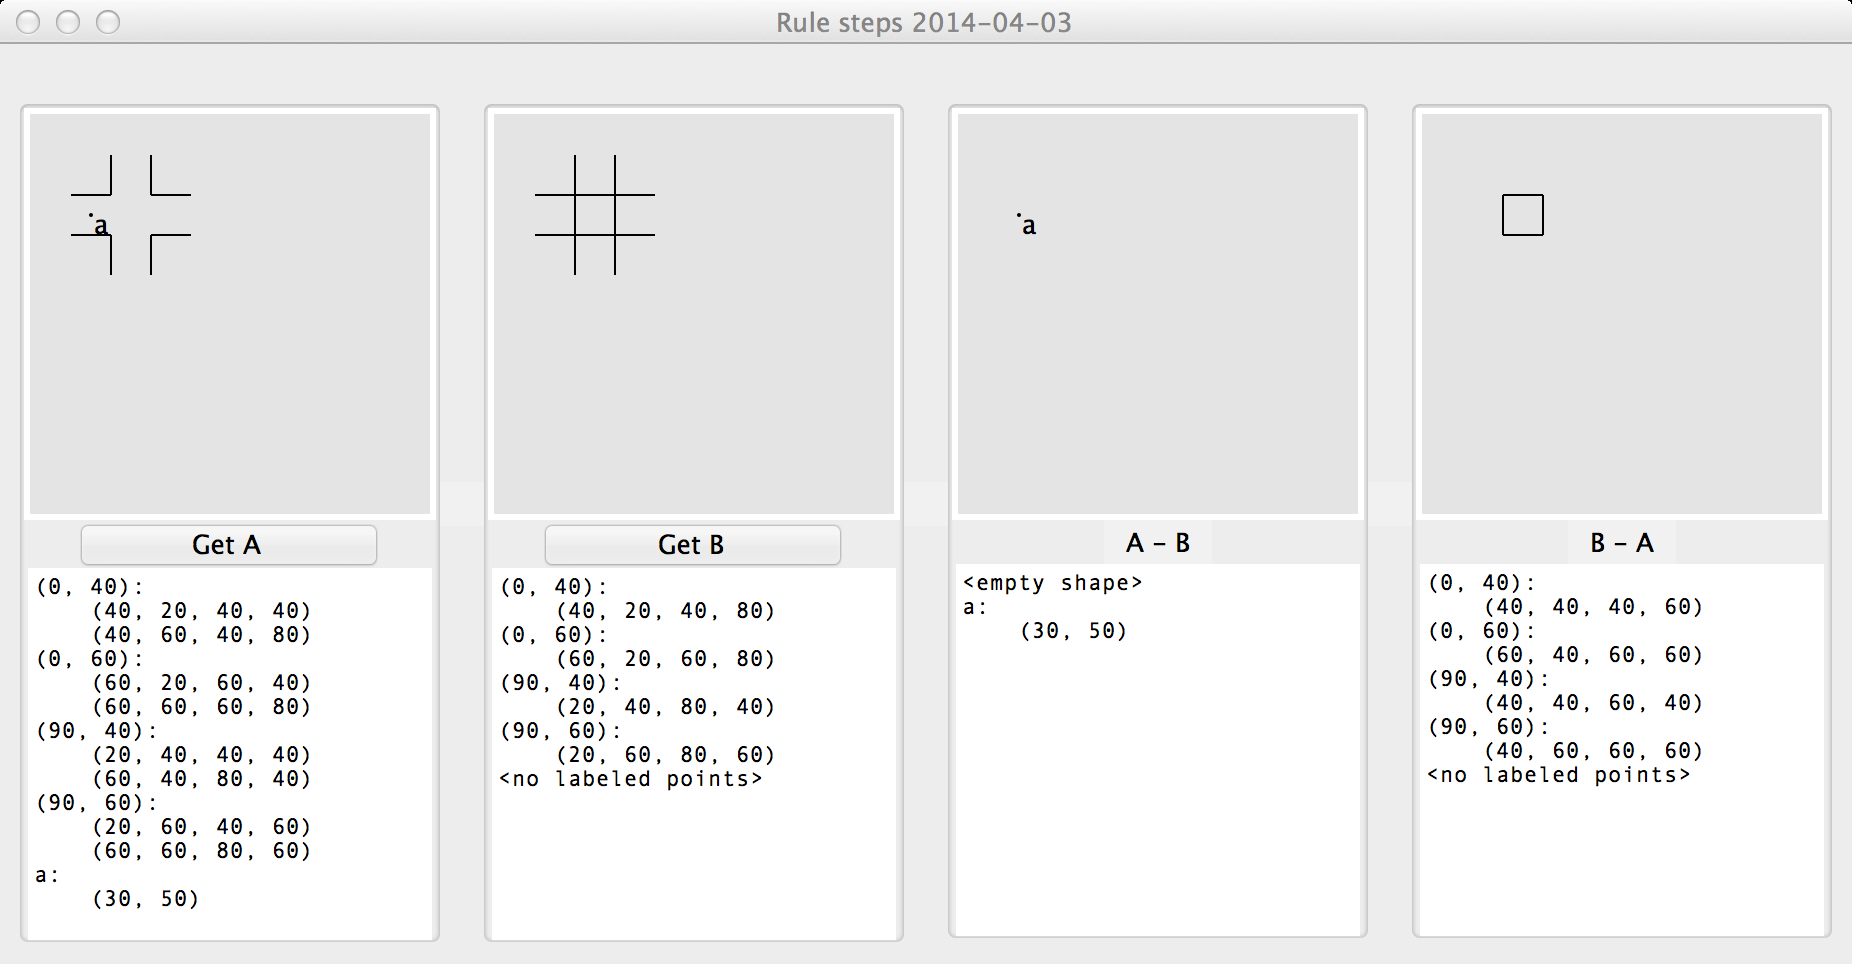 Rule steps 2014-04-03
a
Get A
(0, 40):
(40, 20, 40, 40)
(40, 60, 40, 80)
(0, 60):
(60, 20, 60, 40)
(60, 60, 60, 80)
(90, 40):
(20, 40, 40, 40)
(60, 40, 80, 40)
(90, 60):
(20, 60, 40, 60)
(60, 60, 80, 60)
a:
(30, 50)
Get B
(0, 40):
(40, 20, 40, 80)
(0, 60):
(60, 20, 60, 80)
(90, 40):
(20, 40, 80, 40)
(90, 60):
(20, 60, 80, 60)
<no labeled points>
a
A - B
<empty shape>
a:
(30, 50)
B - A
(0, 40):
(40, 40, 40, 60)
(0, 60):
(60, 40, 60, 60)
(90, 40):
(40, 40, 60, 40)
(90, 60):
(40, 60, 60, 60)
<no labeled points>